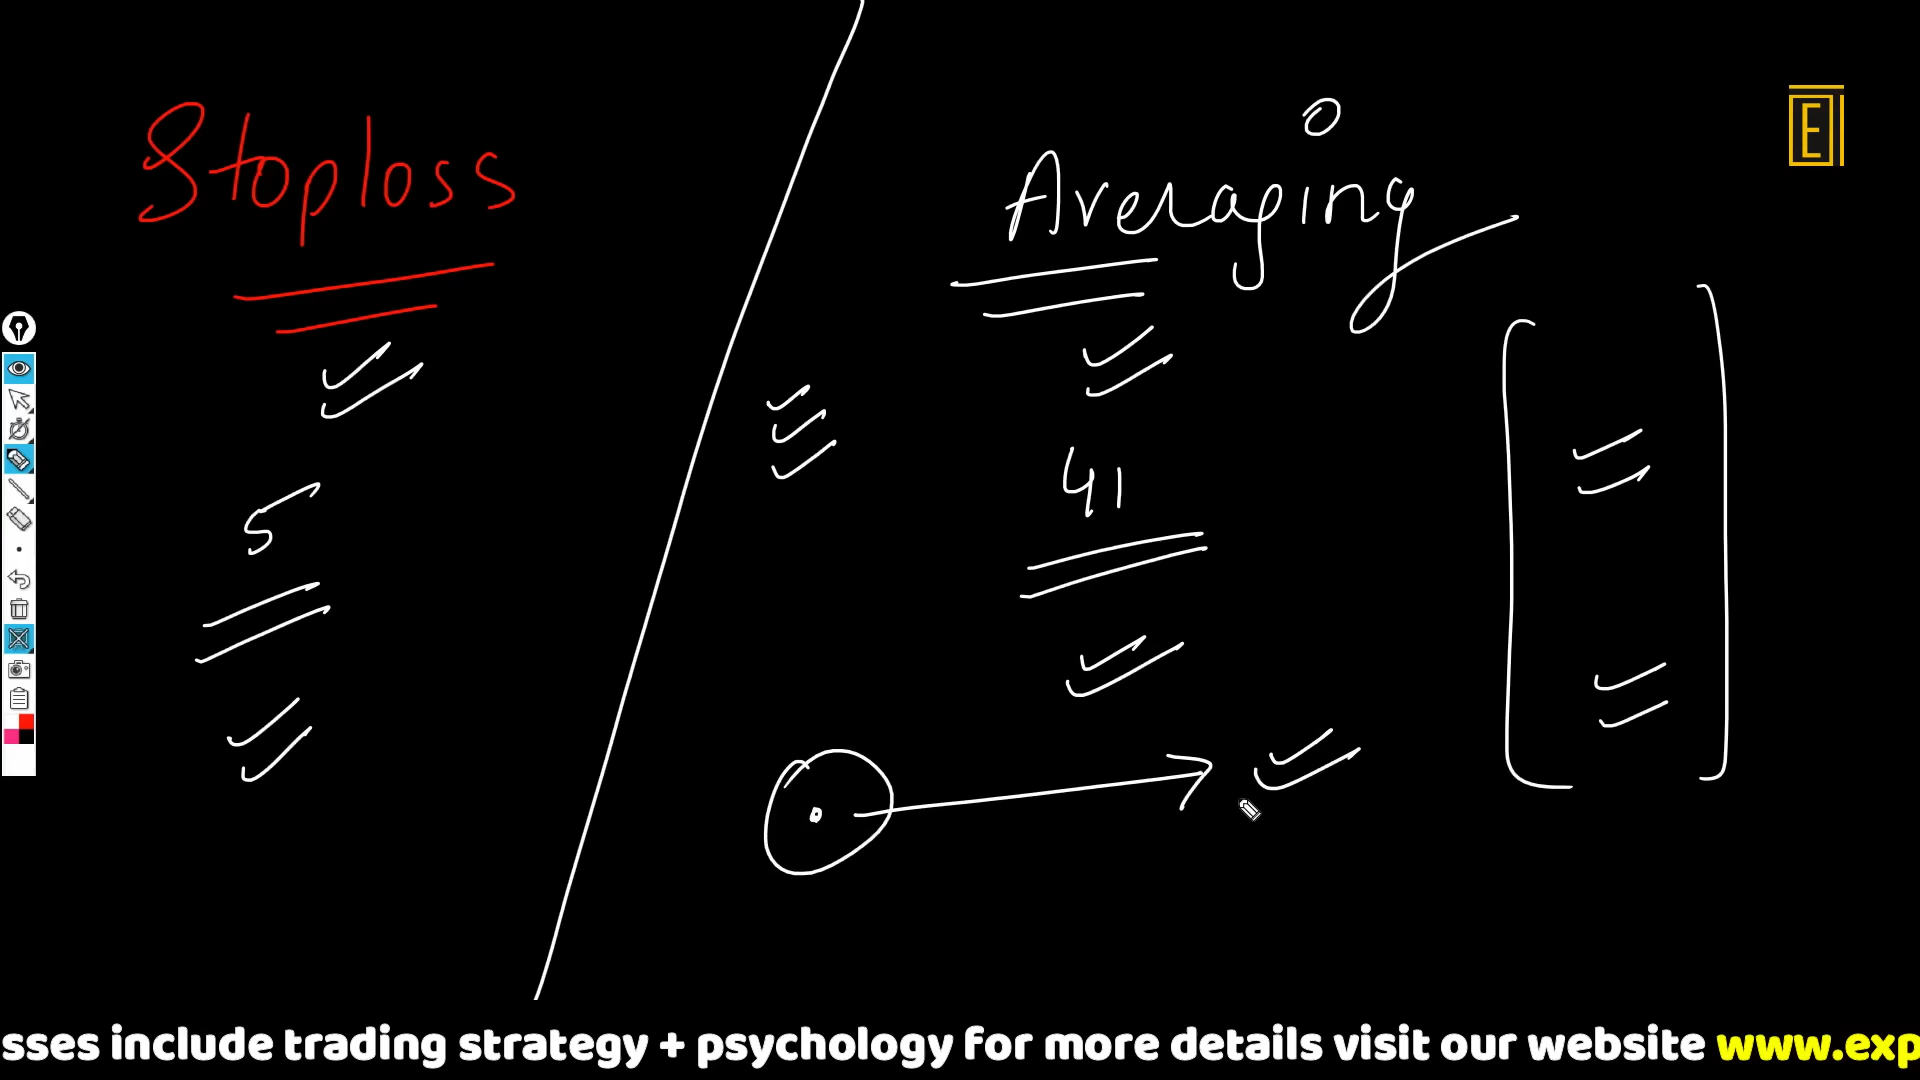 Stoploss
Averaging
5
41
E
sses include trading strategy + psychology for more details visit our website www.exp